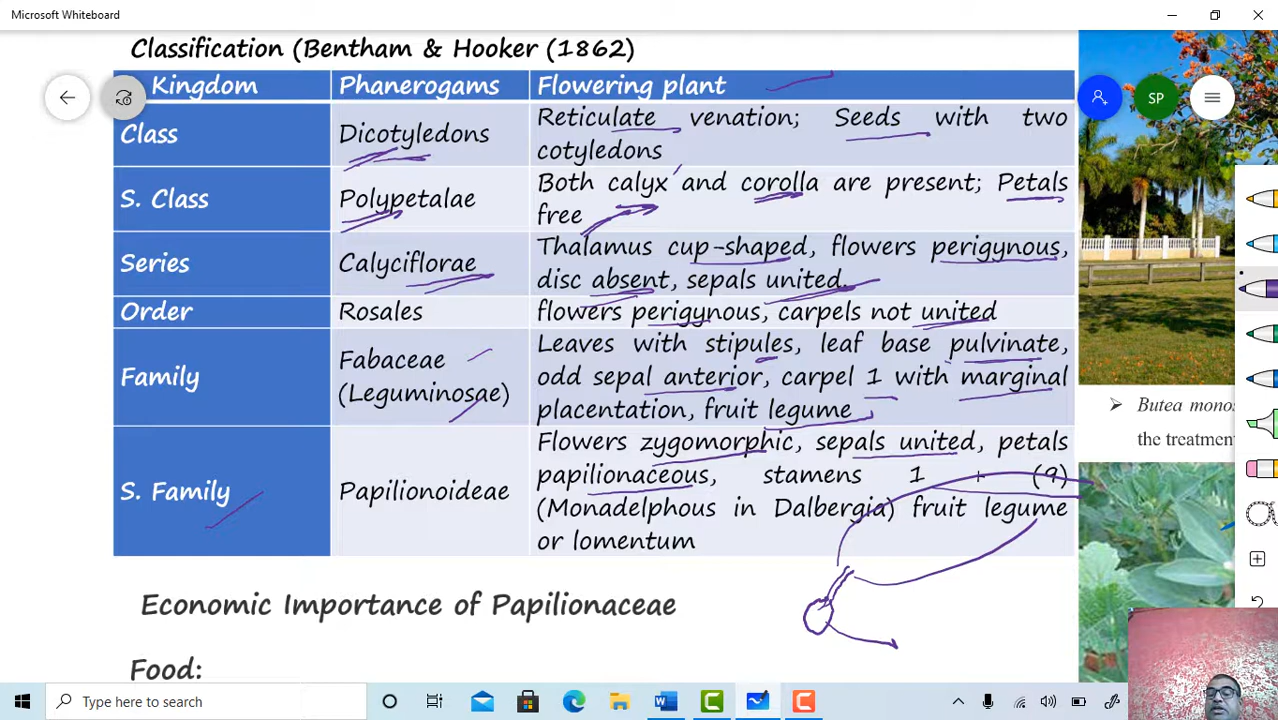 Microsoft Whiteboard
Classification (Bentham & Hooker (1862)
Kingdom Phanerogams Flowering plant
Class Dicotyledons Reticulate venation; Seeds with two
cotyledons
S. Class Polypetalae Both calyx and corolla are present; Petals
free
Series Calyciflorae Thalamus cup-shaped, flowers perigynous,
disc absent, sepals united.
Order Rosales flowers perigynous, carpels not united
Family Fabaceae (Leguminosae) Leaves with stipules, leaf base pulvinate,
odd sepal anterior, carpel 1 with marginal
placentation, fruit legume
S. Family Papilionoideae Flowers zygomorphic, sepals united, petals
papilionaceous, stamens 1 + (9)
(Monadelphous in Dalbergia) fruit legume
or lomentum
SP
➢ Butea monos
the treatment
Economic Importance of Papilionaceae
Food:
Type here to search